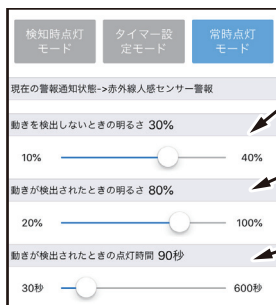 検知時点灯
モード
タイマー設
定モード
常時点灯
モード
現在の警報通知状態->赤外線人感センサー警報
動きを検出しないときの明るさ 30%
10%
40%
動きが検出されたときの明るさ 80%
20%
100%
動きが検出されたときの点灯時間 90秒
30秒
600秒